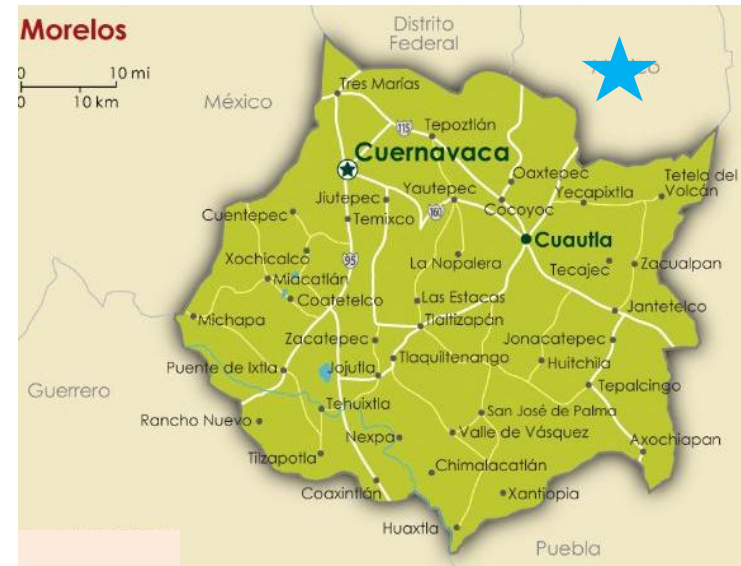 Morelos
Distrito
Federal
0 10 mi
0 10 km
México
Tres Marías
115
Tepoztlán
Cuernavaca
Oaxtepec
Tetela del
Volcán
Yautepec
Yecapixtla
Jiutepec
Cuentepec
Temixco
160
Cocoyoc
Cuautla
Xochicalco
95
La Nopalera
Tecajec
Zacualpan
Miacatlán
Coatetelco
Las Estacas
Jantetelco
Michapa
Tlaltizapán
Zacatepec
Jonacatepec
Tlaquiltenango
Huitchila
Puente de Ixtla
Jojutla
Tepalcingo
Guerrero
Tehuixtla
San José de Palma
Rancho Nuevo
Nexpa
Valle de Vásquez
Axochiapan
Tilzapotla
Chimalacatlán
Coaxintlán
Xantiopia
Huaxtla
Puebla